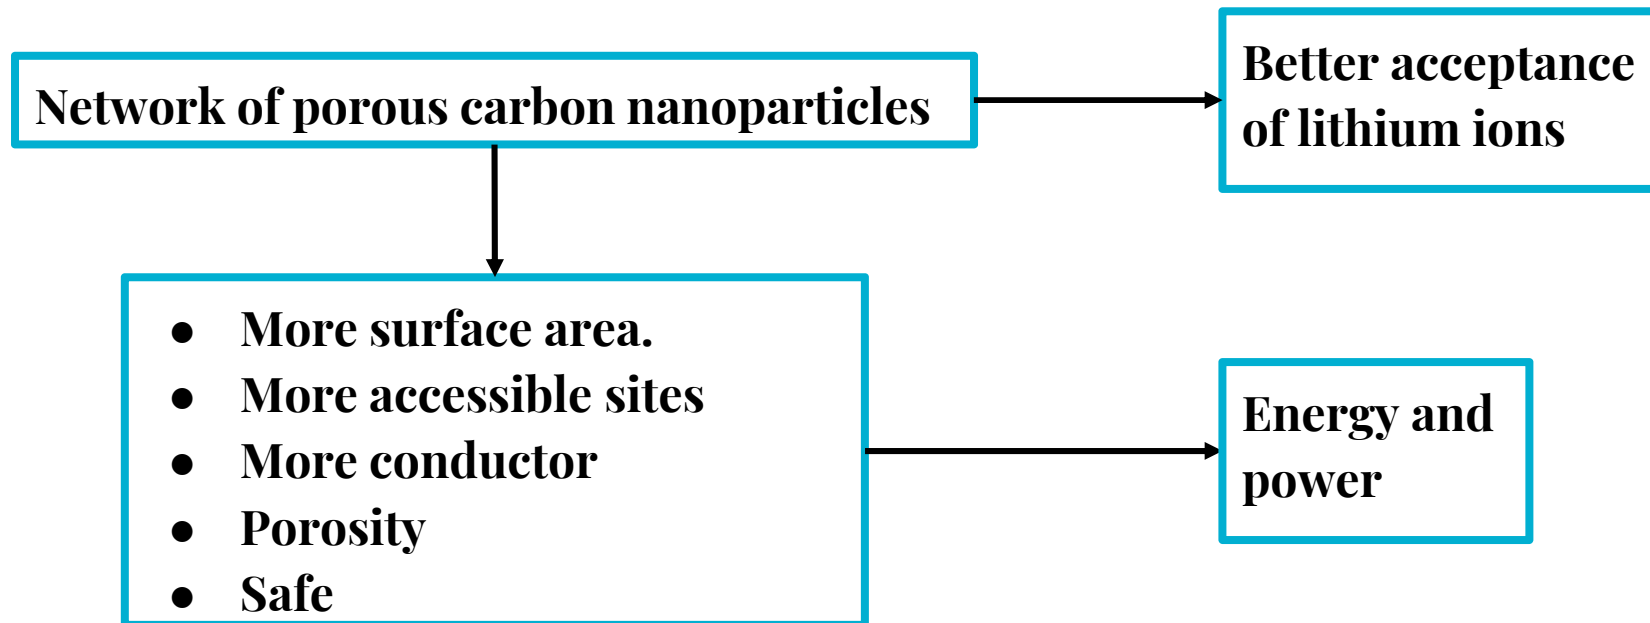 Network of porous carbon nanoparticles
Better acceptance
of lithium ions
● More surface area.
● More accessible sites
● More conductor
● Porosity
● Safe
Energy and
power